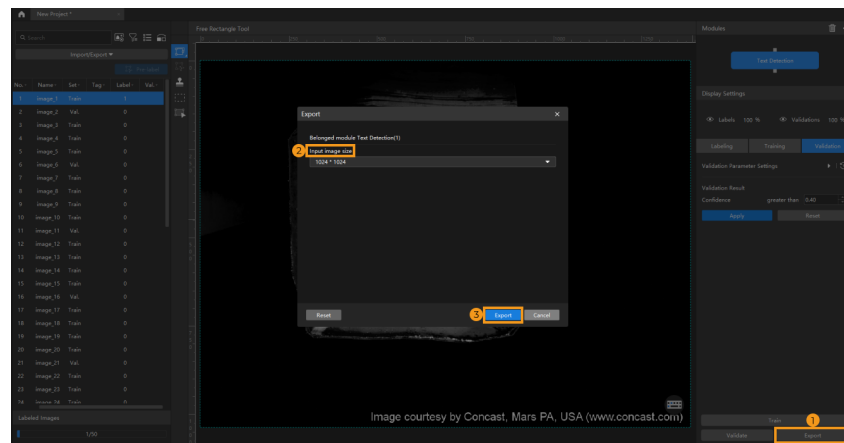 New Project*
Free Rectangle Tool
Modules
Search
Import/Export
Text Detection
No. Name Set Tag Label Val.
1 image_1 Train 1
2 image_2 Val. 0
3 image_3 Train 0
4 image_4 Train 0
5 image_5 Train 0
6 image_6 Val. 0
7 image_7 Train 0
8 image_8 Train 0
9 image_9 Train 0
10 image_10 Train 0
11 image_11 Val. 0
12 image_12 Train 0
13 image_13 Train 0
14 image_14 Train 0
15 image_15 Train 0
16 image_16 Val. 0
17 image_17 Train 0
18 image_18 Train 0
19 image_19 Train 0
20 image_20 Train 0
21 image_21 Val. 0
22 image_22 Train 0
23 image_23 Train 0
24 image_24 Train 0
Labeled Images
1/50
Export
Belonged module Text Detection(1)
2 Input image size
1024 * 1024
Reset 3 Export Cancel
Image courtesy by Concast, Mars PA, USA (www.concast.com)
Display Settings
Labels 100 % Validations 100 %
Labeling Training Validation
Validation Parameter Settings
Validation Result
Confidence greater than 0.40
Apply Reset
Train 1
Validate Export